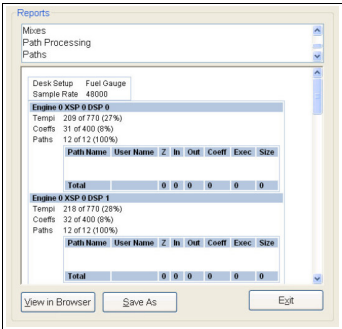 Reports
Mixes
Path Processing
Paths
Desk Setup Fuel Gauge
Sample Rate 48000
Engine 0 XSP 0 DSP 0
Tempi 209 of 770 (27%)
Coeffs 31 of 400 (8%)
Paths 12 of 12 (100%)
Path Name User Name Z In Out Coeff Exec Size
Total 0 0 0 0 0 0
Engine 0 XSP 0 DSP 1
Tempi 218 of 770 (28%)
Coeffs 32 of 400 (8%)
Paths 12 of 12 (100%)
Path Name User Name Z In Out Coeff Exec Size
Total 0 0 0 0 0 0
View in Browser Save As Exit